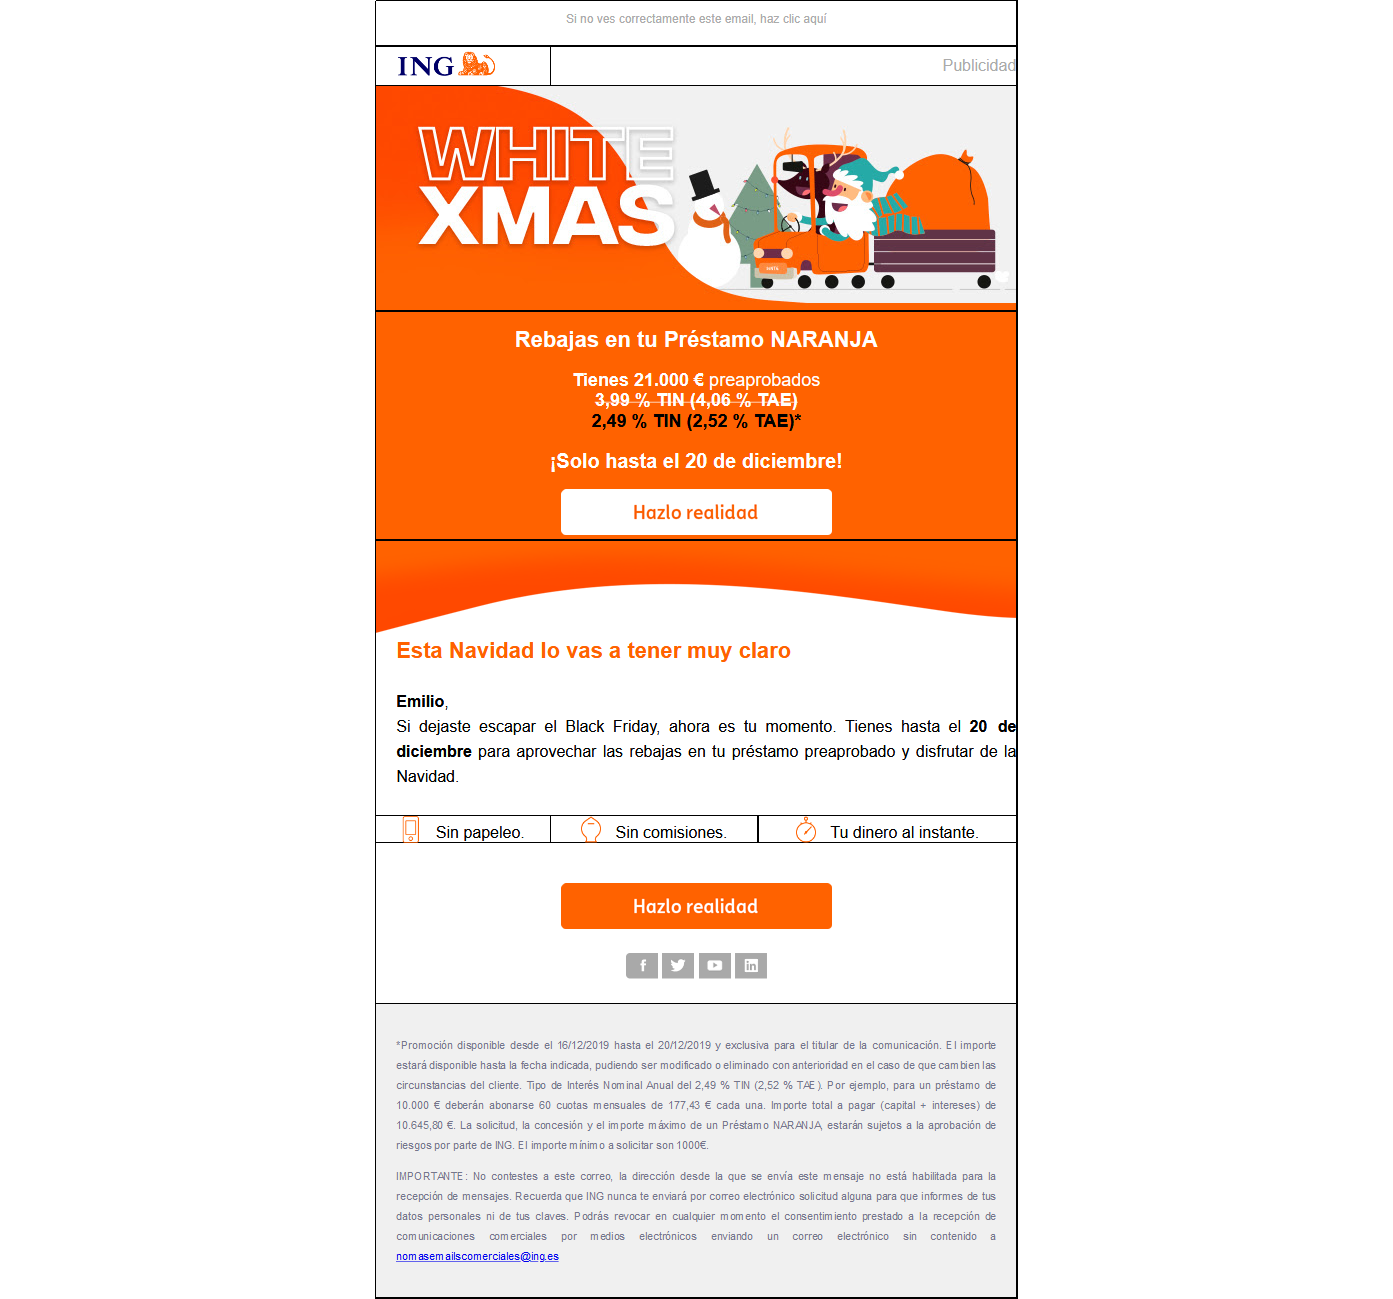 Si no ves correctamente este email, haz clic aquí
ING
Publicidad
WHITE
XMAS
Rebajas en tu Préstamo NARANJA
Tienes 21.000 € preaprobados
3,99 % TIN (4,06 % TAE)
2,49 % TIN (2,52 % TAE)*
¡Solo hasta el 20 de diciembre!
Hazlo realidad
Esta Navidad lo vas a tener muy claro
Emilio,
Si dejaste escapar el Black Friday, ahora es tu momento. Tienes hasta el 20 de
diciembre para aprovechar las rebajas en tu préstamo preaprobado y disfrutar de la
Navidad.
Sin papeleo.
Sin comisiones.
Tu dinero al instante.
Hazlo realidad
*Promoción disponible desde el 16/12/2019 hasta el 20/12/2019 y exclusiva para el titular de la comunicación. El importe
estará disponible hasta la fecha indicada, pudiendo ser modificado o eliminado con anterioridad en el caso de que cambien las
circunstancias del cliente. Tipo de Interés Nominal Anual del 2,49 % TIN (2,52 % TAE). Por ejemplo, para un préstamo de
10.000 € deberán abonarse 60 cuotas mensuales de 177,43 € cada una. Importe total a pagar (capital + intereses) de
10.645,80 €. La solicitud, la concesión y el importe máximo de un Préstamo NARANJA, estarán sujetos a la aprobación de
riesgos por parte de ING. El importe mínimo a solicitar son 1000€.
IMPORTANTE: No contestes a este correo, la dirección desde la que se envía este mensaje no está habilitada para la
recepción de mensajes. Recuerda que ING nunca te enviará por correo electrónico solicitud alguna para que informes de tus
datos personales ni de tus claves. Podrás revocar en cualquier momento el consentimiento prestado a la recepción de
comunicaciones comerciales por medios electrónicos enviando un correo electrónico sin contenido a
nomasemailscomerciales@ing.es